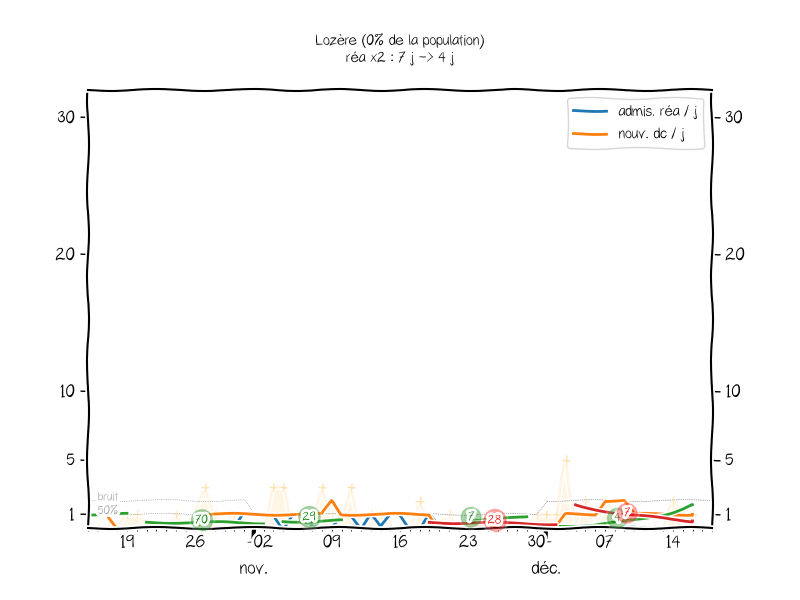 Lozère (0% de la population)
réa x2 : 7 j -> 4 j
admis. réa / j
nouv. dc / j
30 30
20 20
10 10
5 5
1 1
bruit
50%
70 29 7 28 4 7
19 26 02 09 16 23 30 07 14
nov. déc.